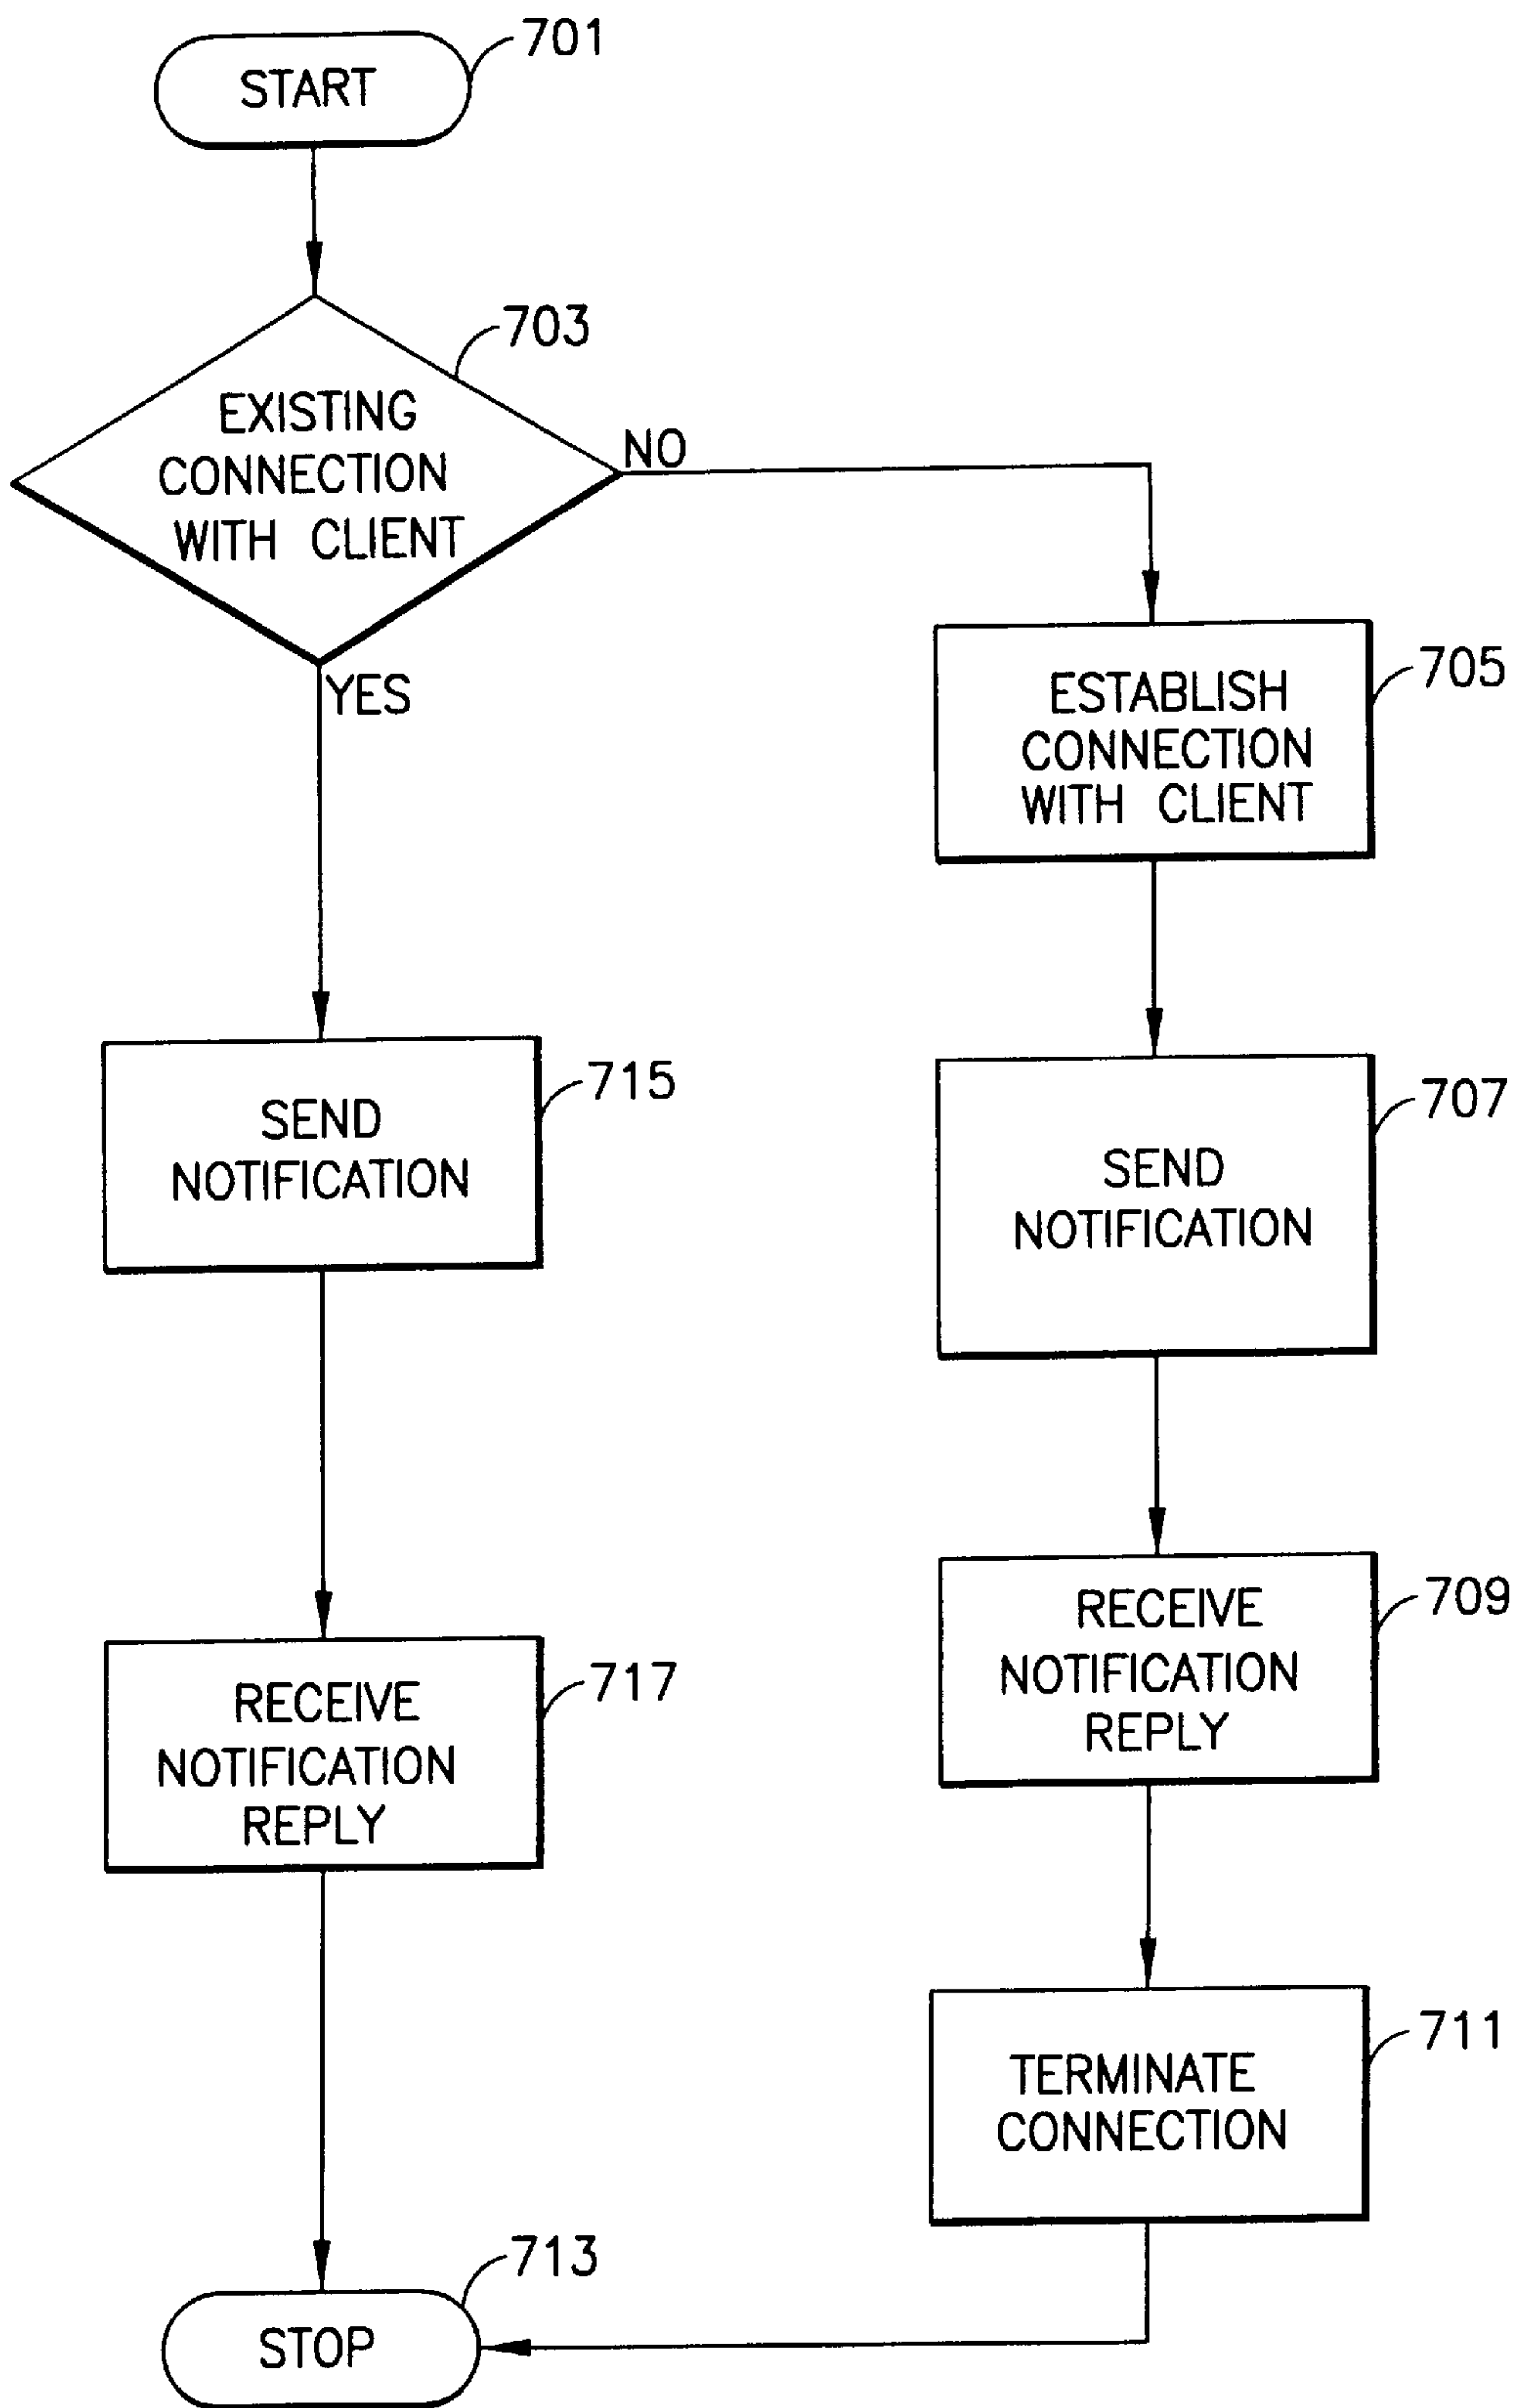 701
START
703
EXISTING
CONNECTION
WITH CLIENT
NO
YES
705
ESTABLISH
CONNECTION
WITH CLIENT
715
SEND
NOTIFICATION
707
SEND
NOTIFICATION
709
RECEIVE
NOTIFICATION
REPLY
717
RECEIVE
NOTIFICATION
REPLY
711
TERMINATE
CONNECTION
713
STOP